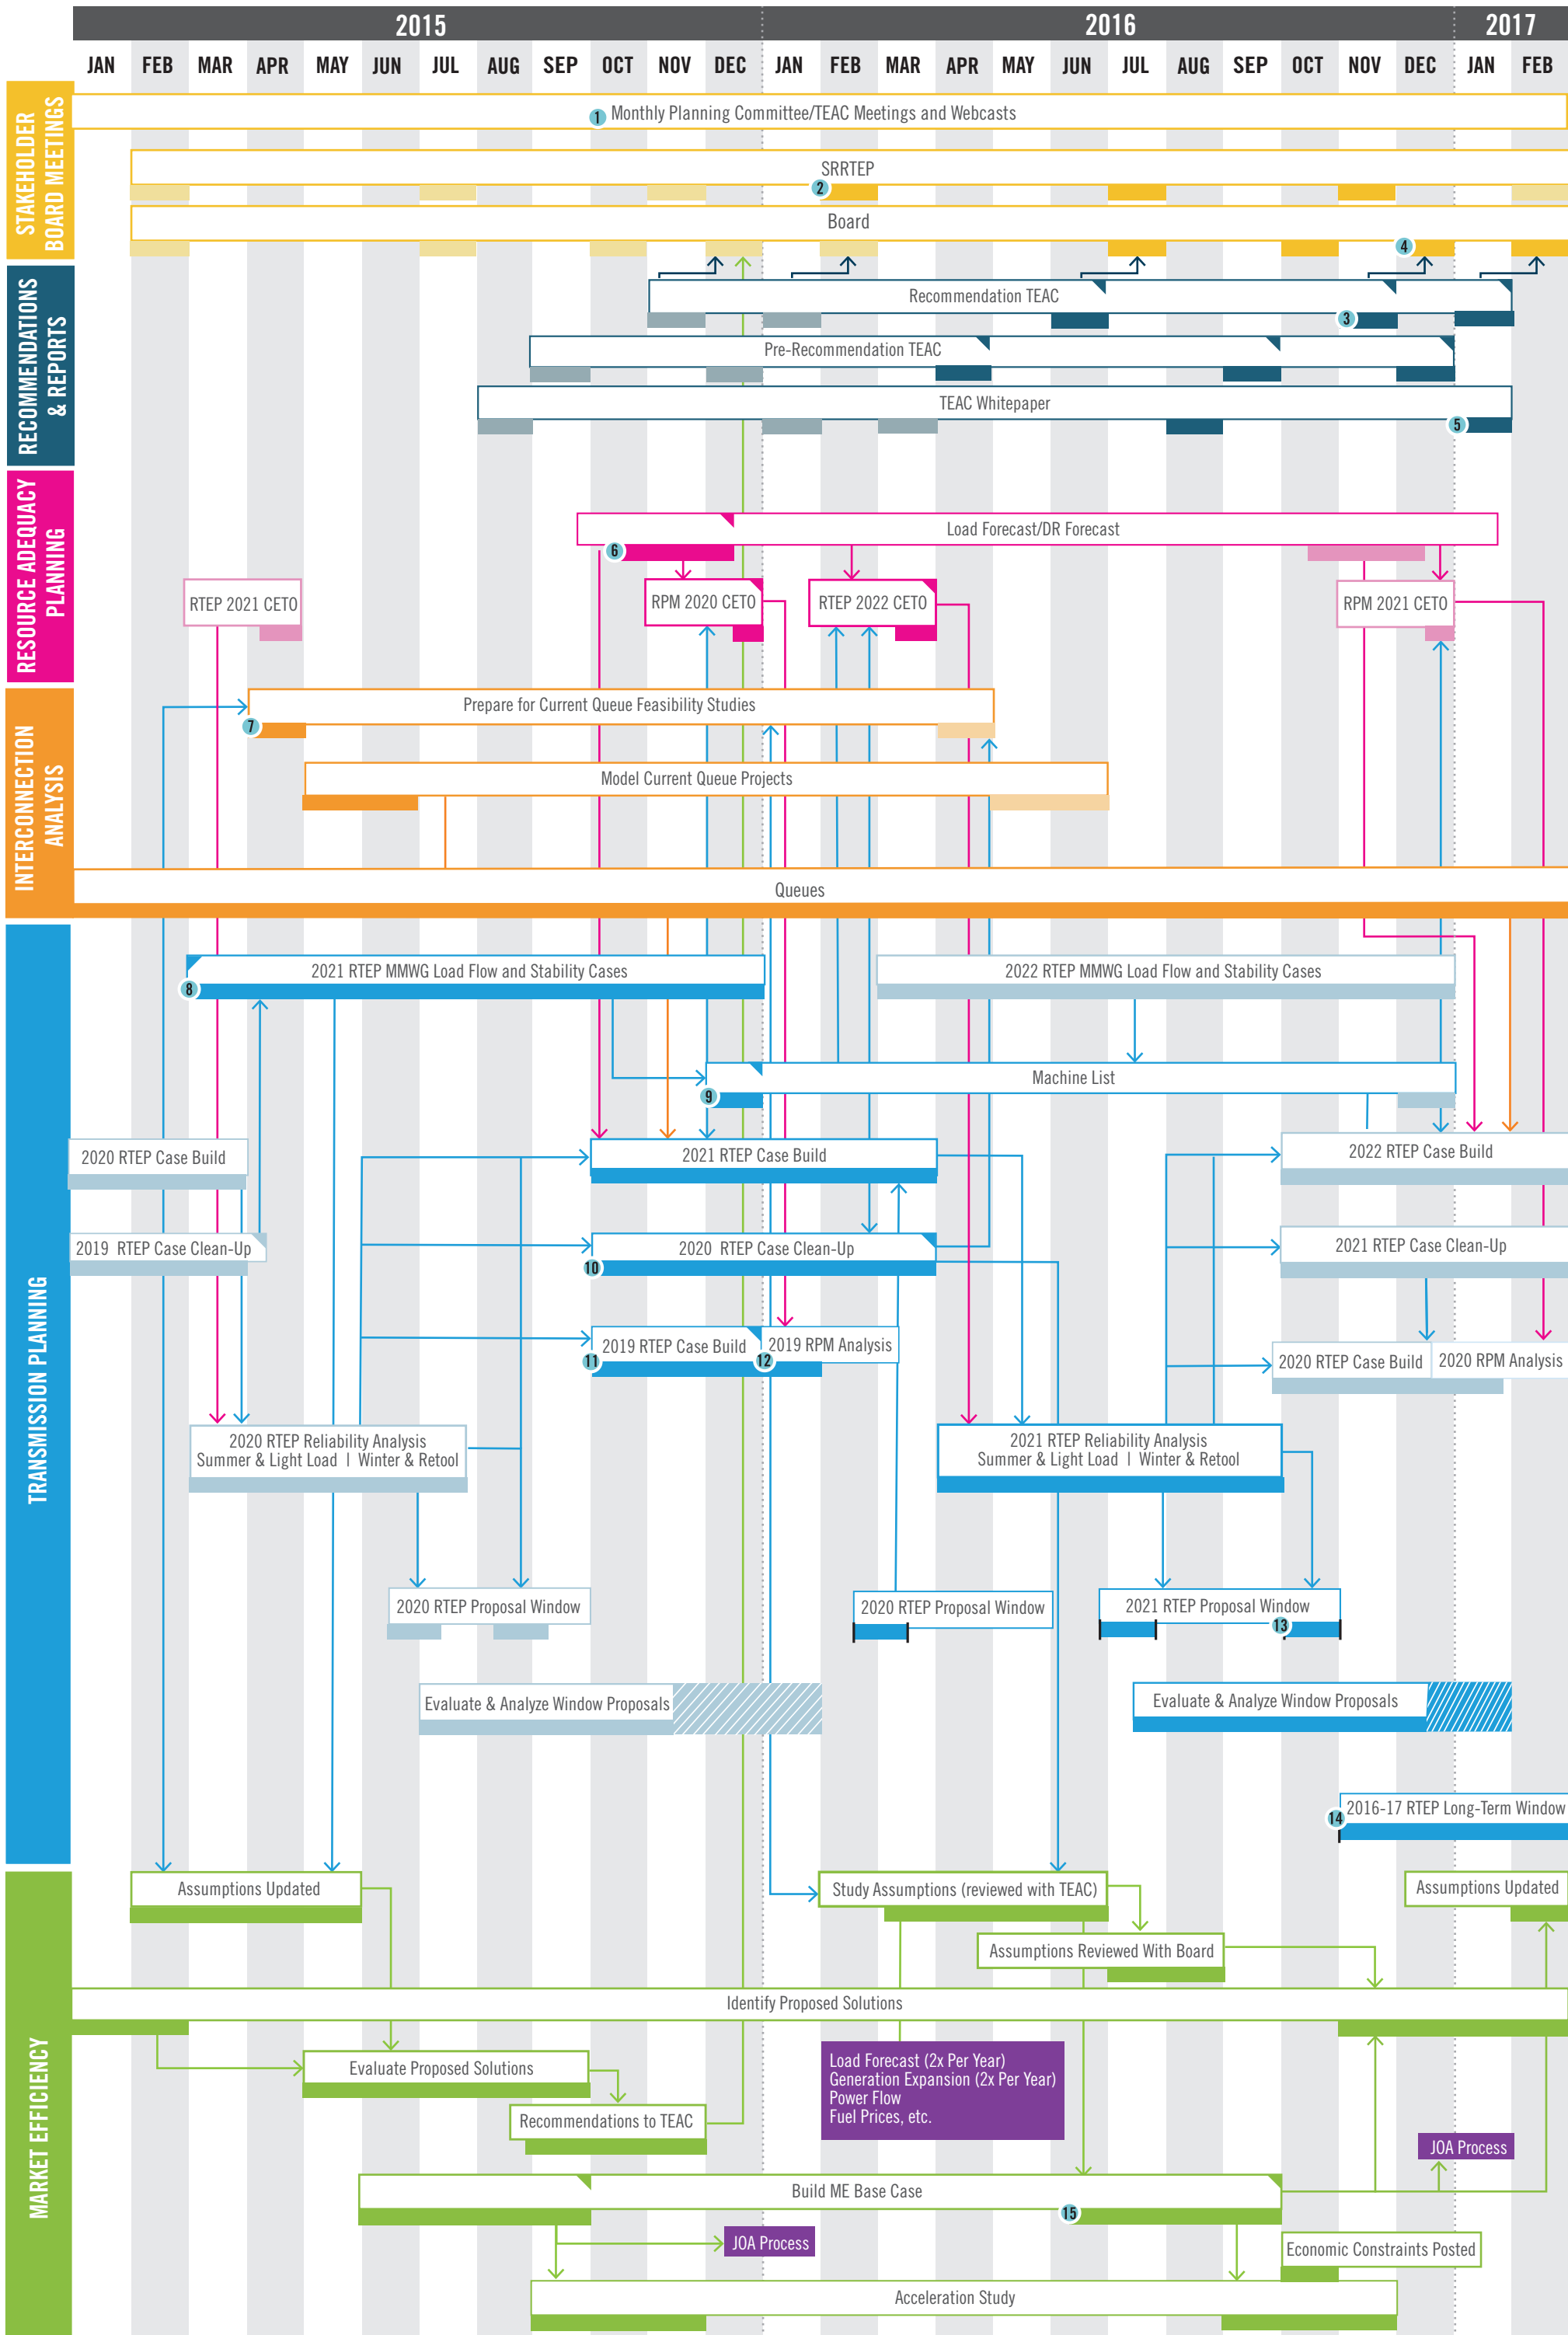 2015 2016 2017
JAN FEB MAR APR MAY JUN JUL AUG SEP OCT NOV DEC JAN FEB MAR APR MAY JUN JUL AUG SEP OCT NOV DEC JAN FEB
STAKEHOLDER
BOARD MEETINGS
1 Monthly Planning Committee/TEAC Meetings and Webcasts
SRRTEP
2
Board
4
RECOMMENDATIONS
& REPORTS
Recommendation TEAC
3
Pre-Recommendation TEAC
TEAC Whitepaper
5
RESOURCE ADEQUACY
PLANNING
Load Forecast/DR Forecast
6
RTEP 2021 CETO
RPM 2020 CETO
RTEP 2022 CETO
RPM 2021 CETO
INTERCONNECTION
ANALYSIS
Prepare for Current Queue Feasibility Studies
7
Model Current Queue Projects
Queues
TRANSMISSION PLANNING
2021 RTEP MMWG Load Flow and Stability Cases
8
2022 RTEP MMWG Load Flow and Stability Cases
Machine List
9
2020 RTEP Case Build
2021 RTEP Case Build
2022 RTEP Case Build
2019 RTEP Case Clean-Up
2020 RTEP Case Clean-Up
10
2021 RTEP Case Clean-Up
2019 RTEP Case Build
11
2019 RPM Analysis
12
2020 RTEP Case Build
2020 RPM Analysis
2020 RTEP Reliability Analysis
Summer & Light Load | Winter & Retool
2021 RTEP Reliability Analysis
Summer & Light Load | Winter & Retool
2020 RTEP Proposal Window
2020 RTEP Proposal Window
2021 RTEP Proposal Window
13
Evaluate & Analyze Window Proposals
Evaluate & Analyze Window Proposals
14 2016-17 RTEP Long-Term Window
MARKET EFFICIENCY
Assumptions Updated
Study Assumptions (reviewed with TEAC)
Assumptions Updated
Assumptions Reviewed With Board
Identify Proposed Solutions
Evaluate Proposed Solutions
Load Forecast (2x Per Year)
Generation Expansion (2x Per Year)
Power Flow
Fuel Prices, etc.
Recommendations to TEAC
JOA Process
Build ME Base Case
15
JOA Process
Economic Constraints Posted
Acceleration Study